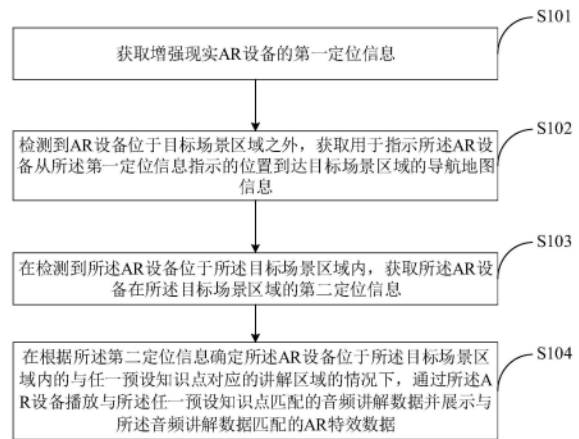 S101
获取增强现实AR设备的第一定位信息
S102
检测到AR设备位于目标场景区域之外，获取用于指示所述AR设
备从所述第一定位信息指示的位置到达目标场景区域的导航地图
信息
S103
在检测到所述AR设备位于所述目标场景区域内，获取所述AR设
备在所述目标场景区域的第二定位信息
S104
在根据所述第二定位信息确定所述AR设备位于所述目标场景区
域内的与任一预设知识点对应的讲解区域的情况下，通过所述A
R设备播放与所述任一预设知识点匹配的音频讲解数据并展示与
所述音频讲解数据匹配的AR特效数据